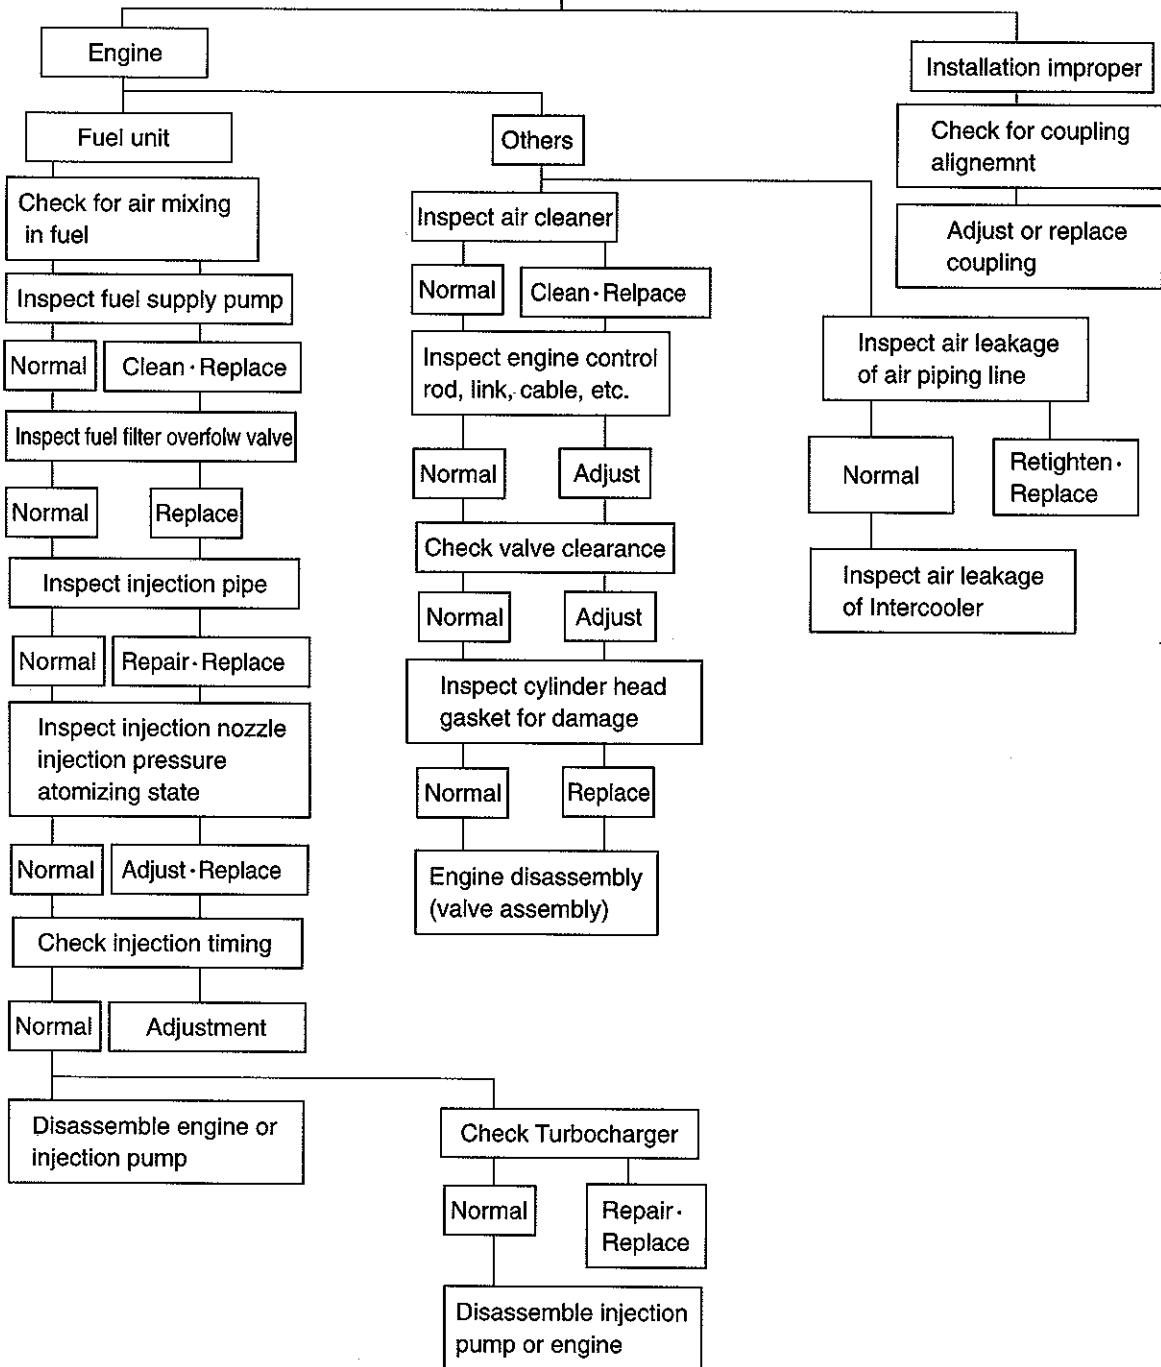 Engine
Installation improper
Fuel unit
Others
Check for coupling
alignemnt
Check for air mixing
in fuel
Inspect air cleaner
Adjust or replace
coupling
Inspect fuel supply pump
Normal
Clean·Relpace
Normal
Clean·Replace
Inspect engine control
rod, link, cable, etc.
Inspect air leakage
of air piping line
Inspect fuel filter overfolw valve
Normal
Adjust
Normal
Retighten·
Replace
Normal
Replace
Check valve clearance
Inspect injection pipe
Normal
Adjust
Inspect air leakage
of Intercooler
Normal
Repair·Replace
Inspect cylinder head
gasket for damage
Inspect injection nozzle
injection pressure
atomizing state
Normal
Replace
Normal
Adjust·Replace
Engine disassembly
(valve assembly)
Check injection timing
Normal
Adjustment
Disassemble engine or
injection pump
Check Turbocharger
Normal
Repair·
Replace
Disassemble injection
pump or engine